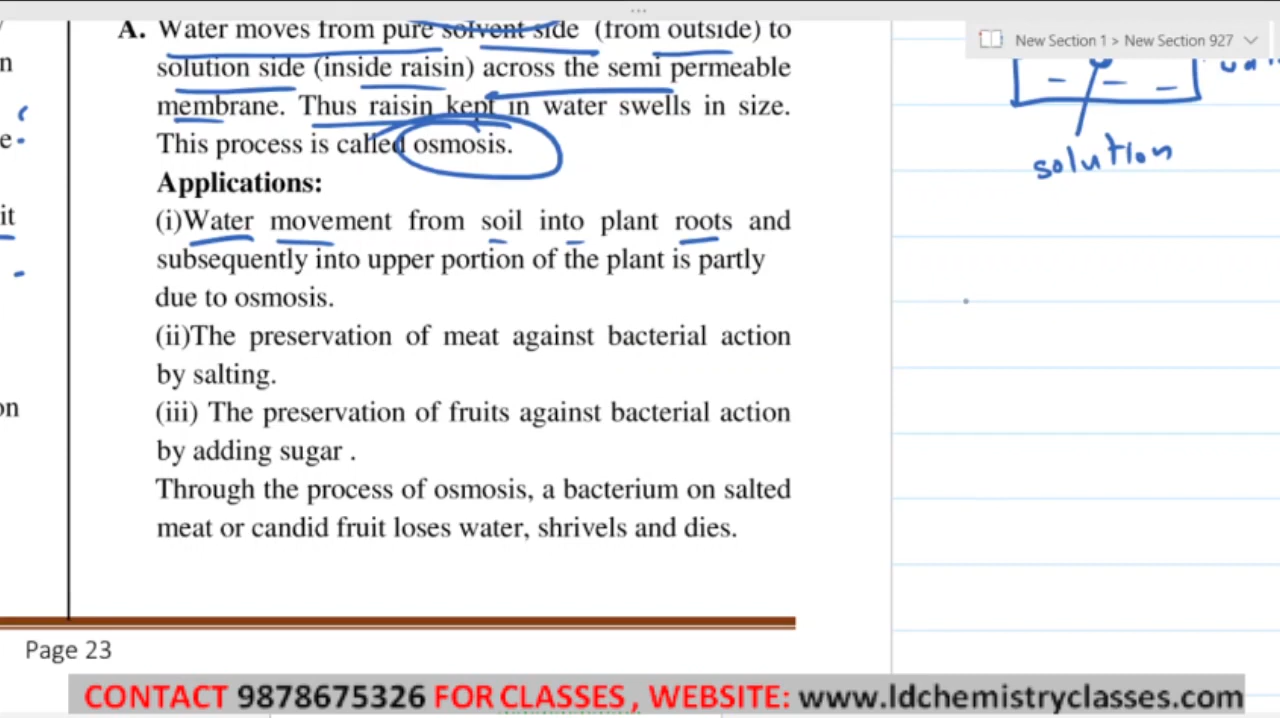 A. Water moves from pure solvent side (from outside) to
solution side (inside raisin) across the semi permeable
membrane. Thus raisin kept in water swells in size.
This process is called osmosis.
Applications:
(i)Water movement from soil into plant roots and
subsequently into upper portion of the plant is partly
due to osmosis.
(ii)The preservation of meat against bacterial action
by salting.
(iii) The preservation of fruits against bacterial action
by adding sugar .
Through the process of osmosis, a bacterium on salted
meat or candid fruit loses water, shrivels and dies.
n
e
it
on
Page 23
New Section 1 > New Section 927
solution
CONTACT 9878675326 FOR CLASSES , WEBSITE: www.ldchemistryclasses.com